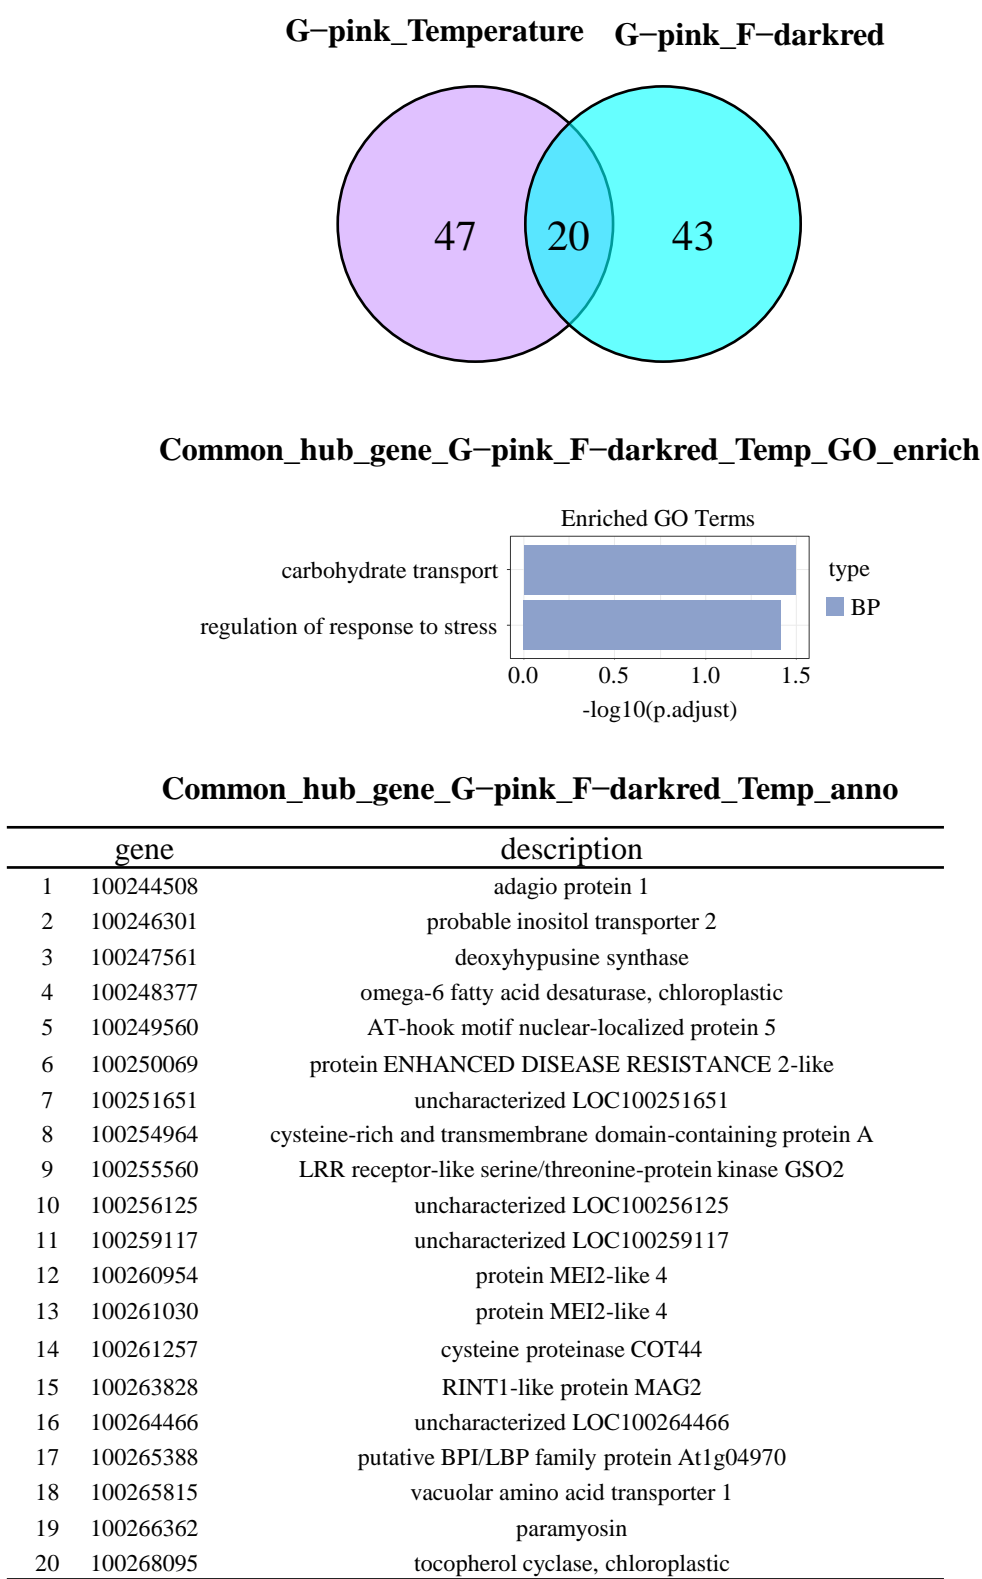 G−pink_Temperature G−pink_F−darkred
47 20 43
Common_hub_gene_G−pink_F−darkred_Temp_GO_enrich
Enriched GO Terms
carbohydrate transport
regulation of response to stress
type
BP
0.0 0.5 1.0 1.5
-log10(p.adjust)
Common_hub_gene_G−pink_F−darkred_Temp_anno
gene description
1 100244508 adagio protein 1
2 100246301 probable inositol transporter 2
3 100247561 deoxyhypusine synthase
4 100248377 omega-6 fatty acid desaturase, chloroplastic
5 100249560 AT-hook motif nuclear-localized protein 5
6 100250069 protein ENHANCED DISEASE RESISTANCE 2-like
7 100251651 uncharacterized LOC100251651
8 100254964 cysteine-rich and transmembrane domain-containing protein A
9 100255560 LRR receptor-like serine/threonine-protein kinase GSO2
10 100256125 uncharacterized LOC100256125
11 100259117 uncharacterized LOC100259117
12 100260954 protein MEI2-like 4
13 100261030 protein MEI2-like 4
14 100261257 cysteine proteinase COT44
15 100263828 RINT1-like protein MAG2
16 100264466 uncharacterized LOC100264466
17 100265388 putative BPI/LBP family protein At1g04970
18 100265815 vacuolar amino acid transporter 1
19 100266362 paramyosin
20 100268095 tocopherol cyclase, chloroplastic